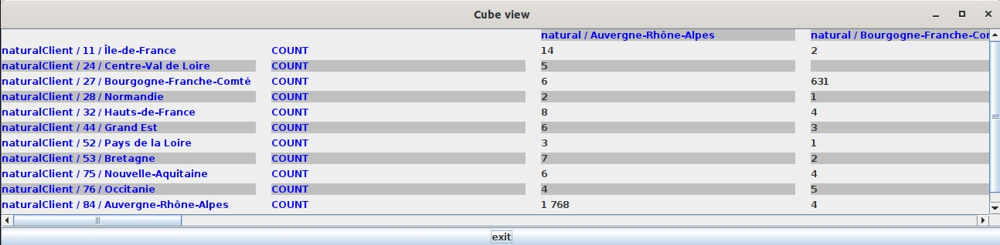 Cube view
natural / Auvergne-Rhône-Alpes natural / Bourgogne-Franche-Cor
naturalClient / 11 / Île-de-France COUNT 14 2
naturalClient / 24 / Centre-Val de Loire COUNT 5
naturalClient / 27 / Bourgogne-Franche-Comté COUNT 6 631
naturalClient / 28 / Normandie COUNT 2 1
naturalClient / 32 / Hauts-de-France COUNT 8 4
naturalClient / 44 / Grand Est COUNT 6 3
naturalClient / 52 / Pays de la Loire COUNT 3 1
naturalClient / 53 / Bretagne COUNT 7 2
naturalClient / 75 / Nouvelle-Aquitaine COUNT 6 4
naturalClient / 76 / Occitanie COUNT 4 5
naturalClient / 84 / Auvergne-Rhône-Alpes COUNT 1 768 4
exit